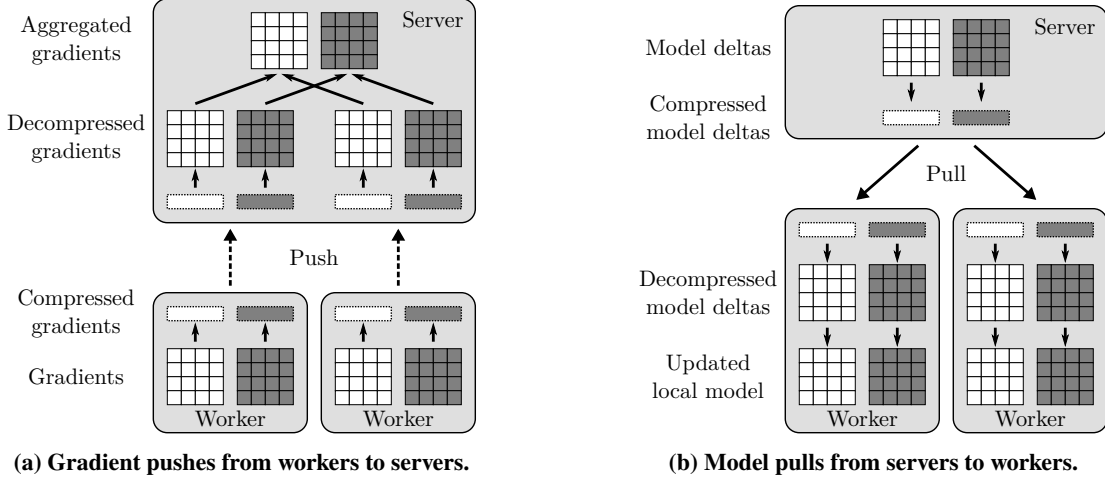 Aggregated
gradients
Server
Decompressed
gradients
Push
Compressed
gradients
Gradients
Worker
Worker
(a) Gradient pushes from workers to servers.
Model deltas
Server
Compressed
model deltas
Pull
Decompressed
model deltas
Updated
local model
Worker
Worker
(b) Model pulls from servers to workers.